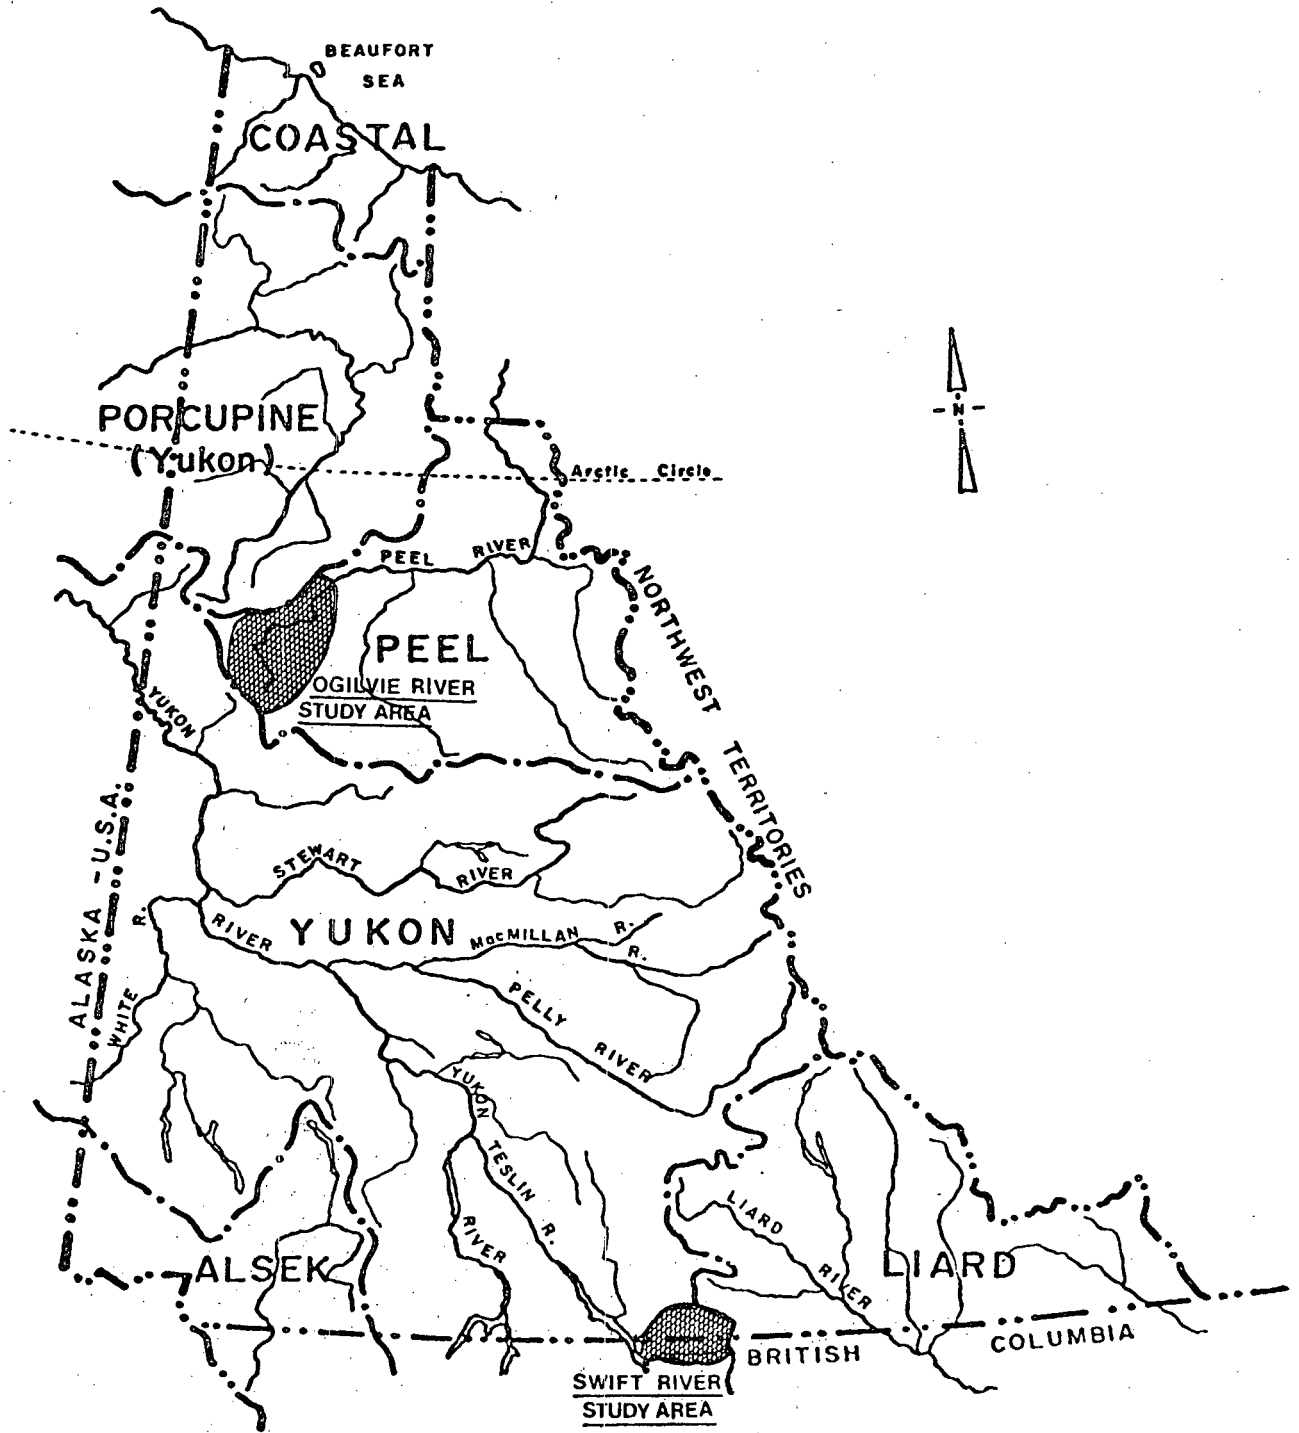 BEAUFORT
SEA
COASTAL
N
PORCUPINE
(Yukon)
Arctic Circle
PEEL RIVER
NORTHWEST TERRITORIES
PEEL
OGILVIE RIVER
STUDY AREA
YUKON
ALASKA - U.S.A.
STEWART RIVER
R.
RIVER
YUKON
MacMILLAN R.
R.
WHITE
PELLY RIVER
YUKON
TESLIN R.
RIVER
LIARD RIVER
ALSEK
LIARD
BRITISH COLUMBIA
SWIFT RIVER
STUDY AREA